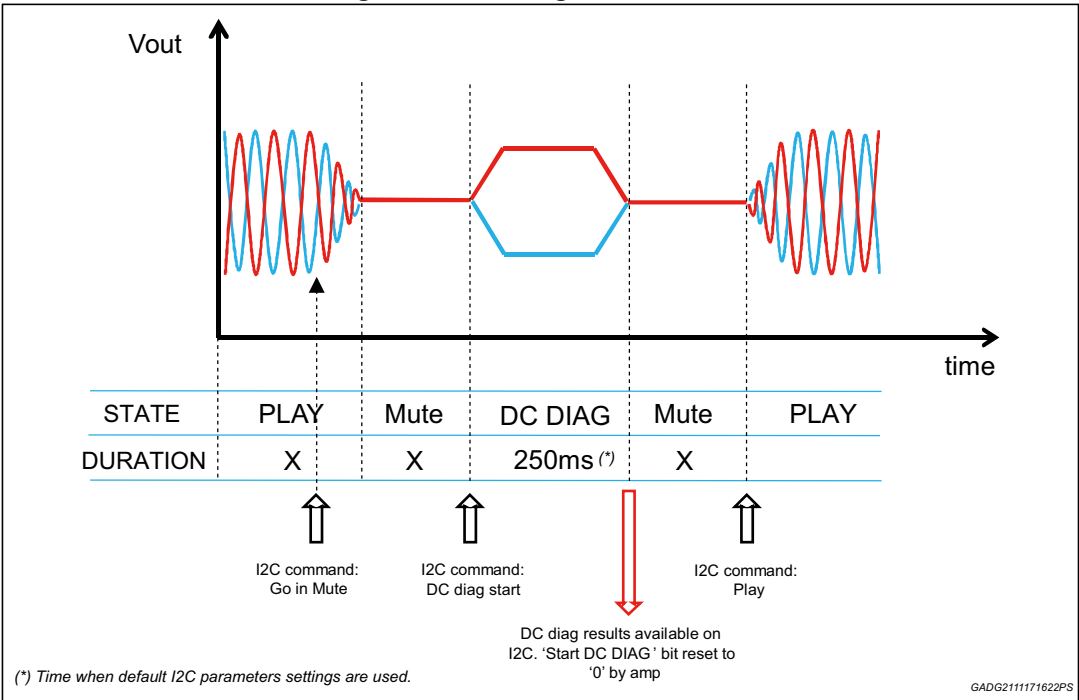 Vout
time
STATE PLAY Mute DC DIAG Mute PLAY
DURATION X X 250ms (*) X
I2C command:
Go in Mute
I2C command:
DC diag start
I2C command:
Play
DC diag results available on
I2C. ‘Start DC DIAG ’ bit reset to
‘0’ by amp
(*) Time when default I2C parameters settings are used.
GADG2111171622PS